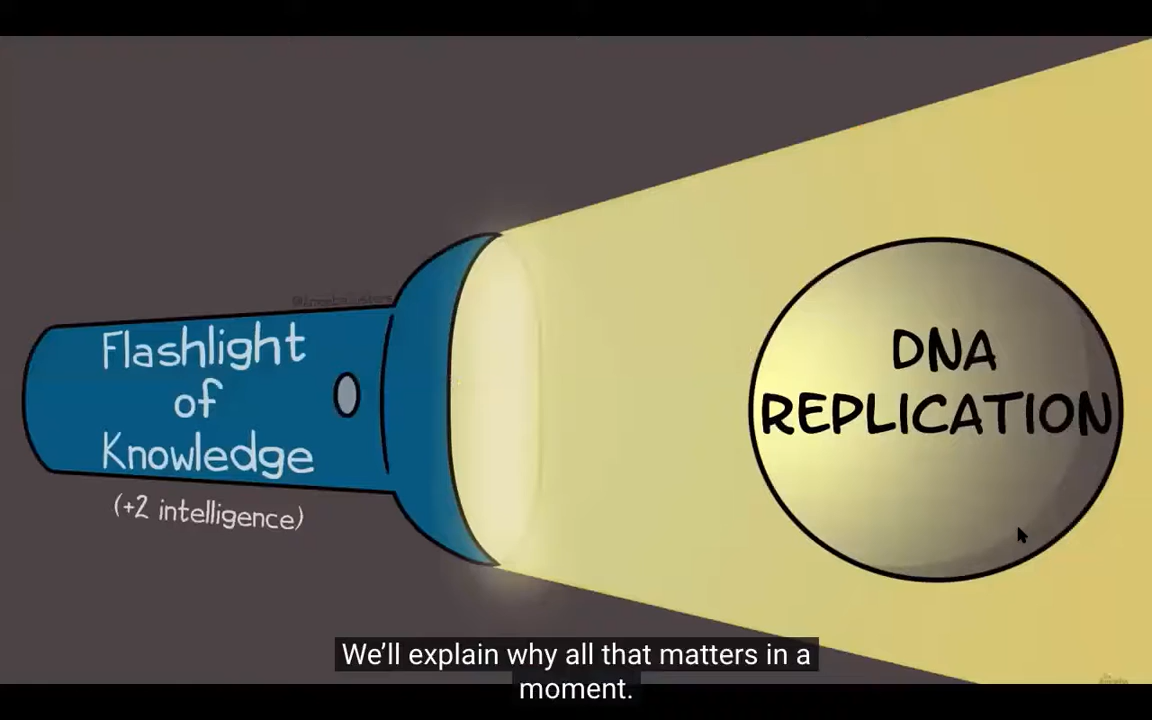 Flashlight
of
Knowledge
(+2 intelligence)
DNA
REPLICATION
We’ll explain why all that matters in a
moment.